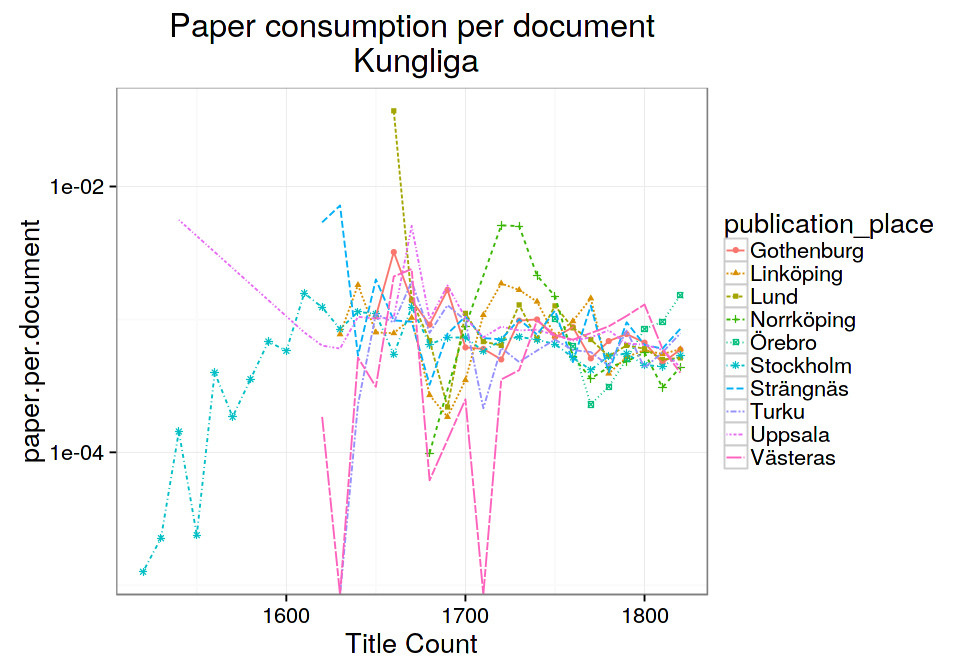 Paper consumption per document
Kungliga
paper.per.document
1e-02
1e-04
1600
1700
1800
Title Count
publication_place
Gothenburg
Linköping
Lund
Norrköping
Örebro
Stockholm
Strängnäs
Turku
Uppsala
Västeras